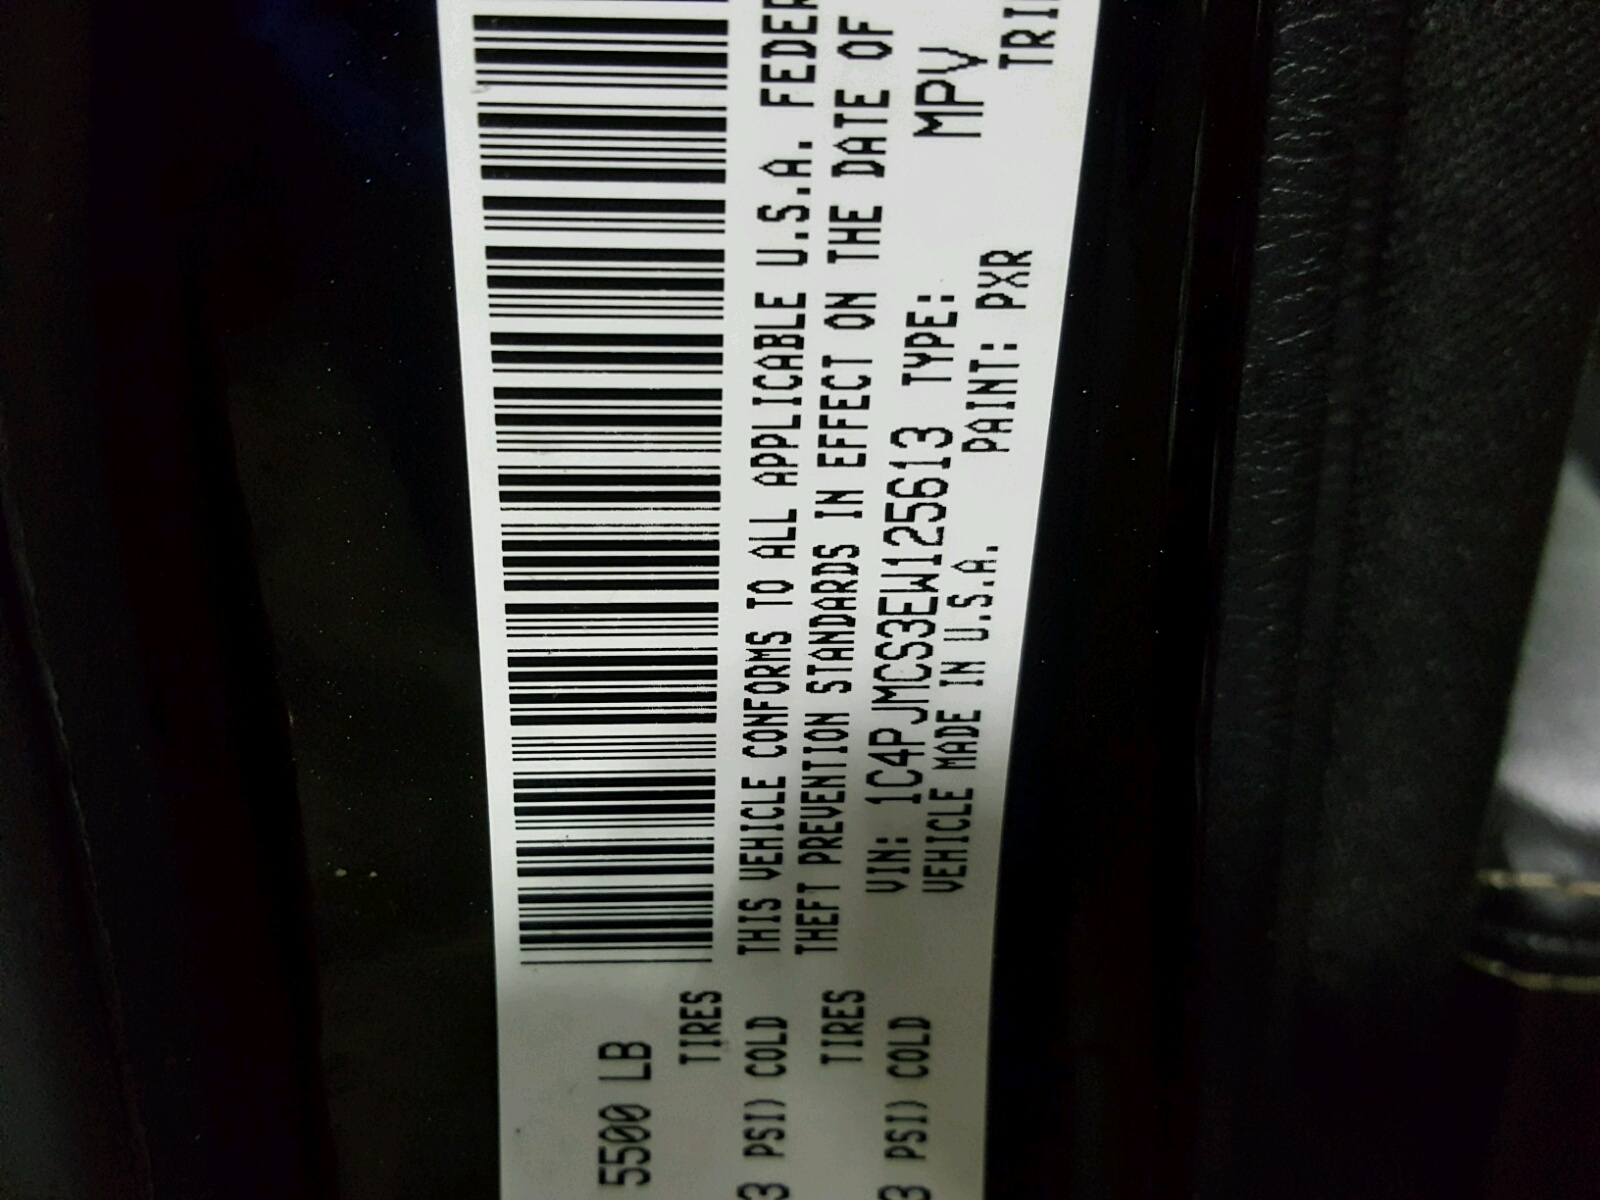 5500 LB
TIRES
3 PSI) COLD
TIRES
3 PSI) COLD
THIS VEHICLE CONFORMS TO ALL APPLICABLE U.S.A. FEDER
THEFT PREVENTION STANDARDS IN EFFECT ON THE DATE OF
VIN: 1C4PJMCS3EW125613 TYPE: MPV
VEHICLE MADE IN U.S.A. PAINT: PXR TRI